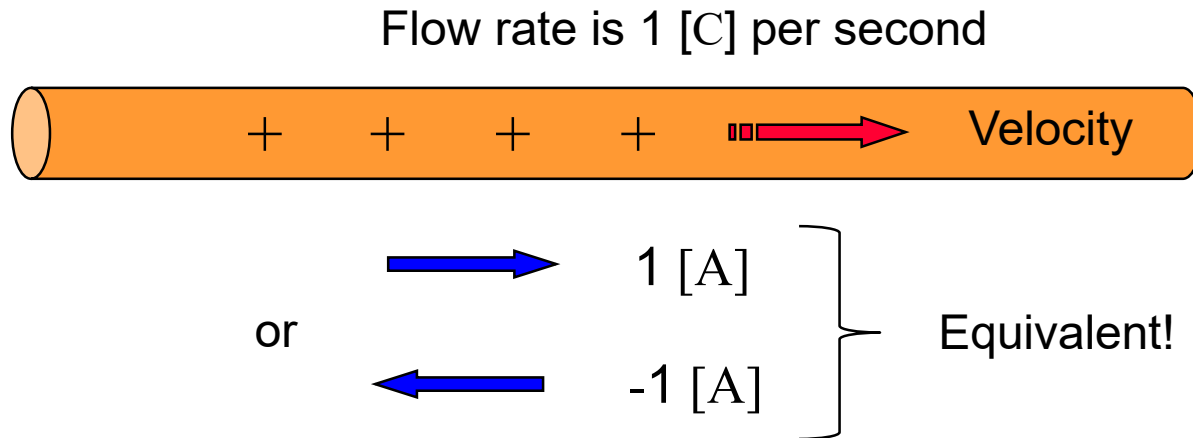 Flow rate is 1 [C] per second
+ + + + Velocity
1 [A]
or Equivalent!
-1 [A]